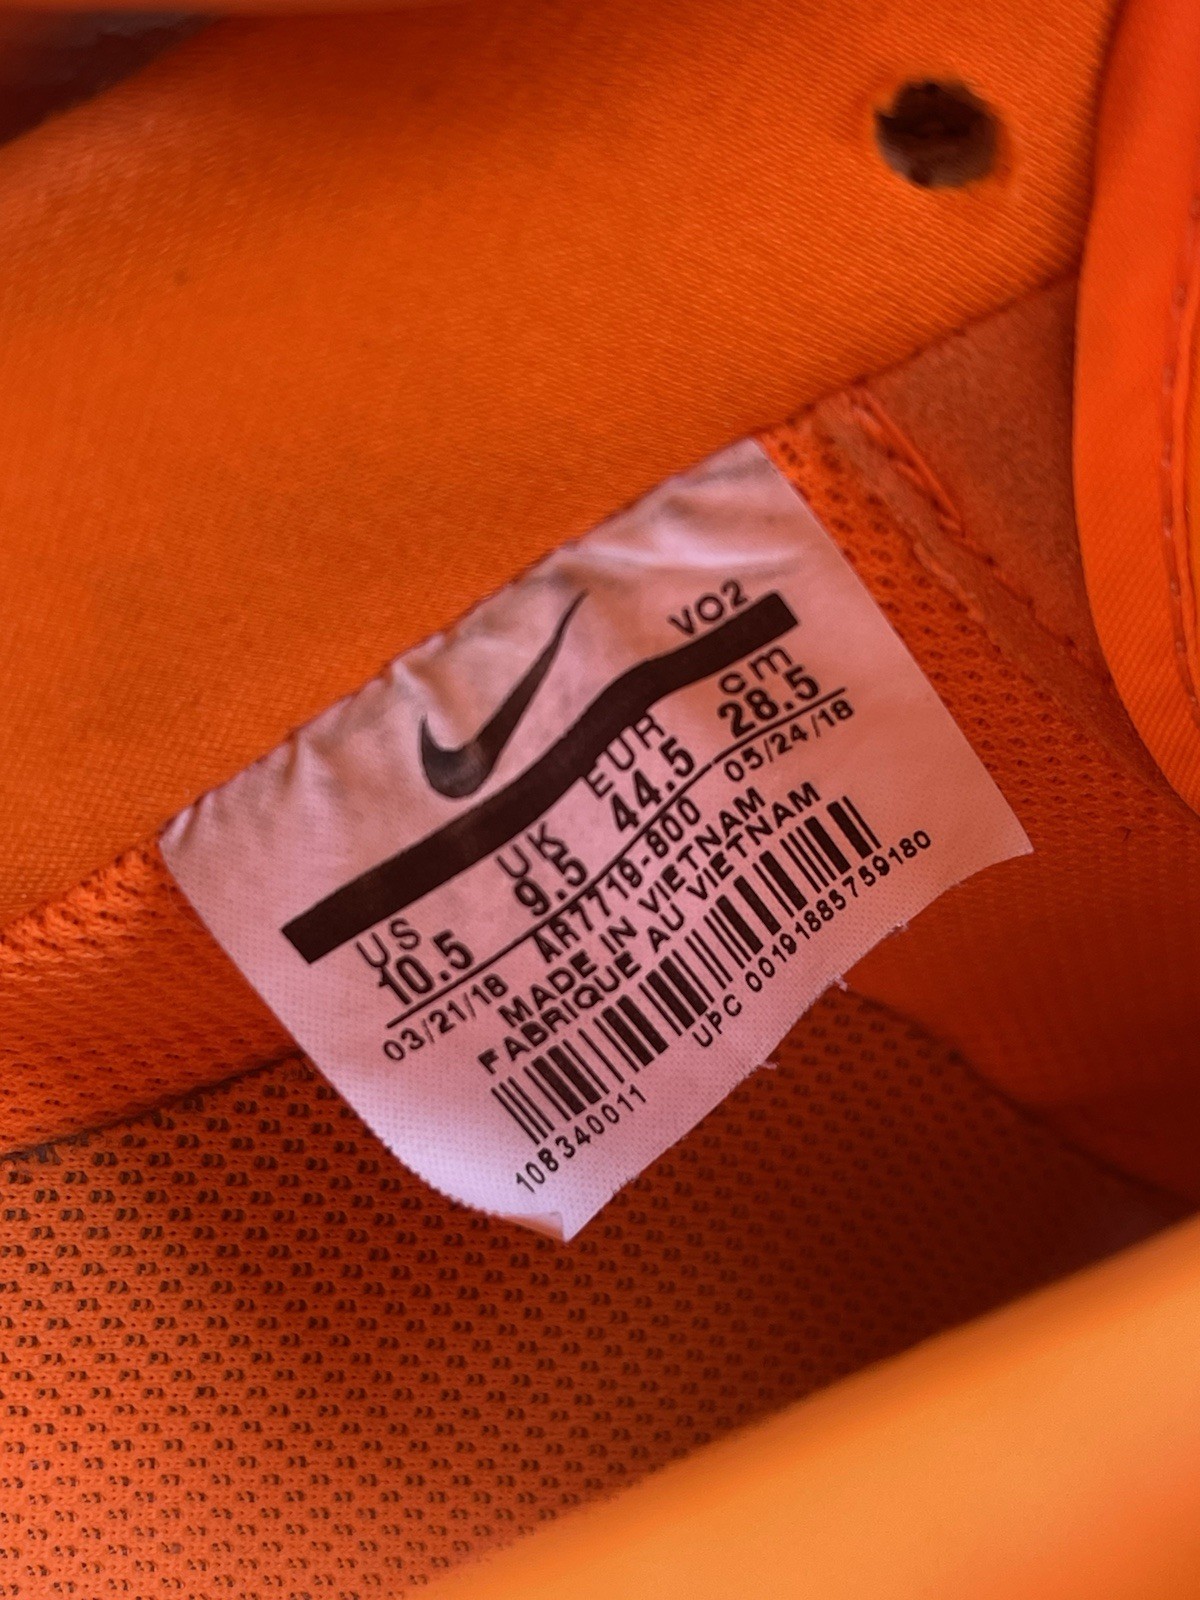 VO2
US UK EUR cm
10.5 9.5 44.5 28.5
03/21/18 AR7719-800 05/24/18
MADE IN VIETNAM
FABRIQUE AU VIETNAM
108340011 UPC 00191885759180